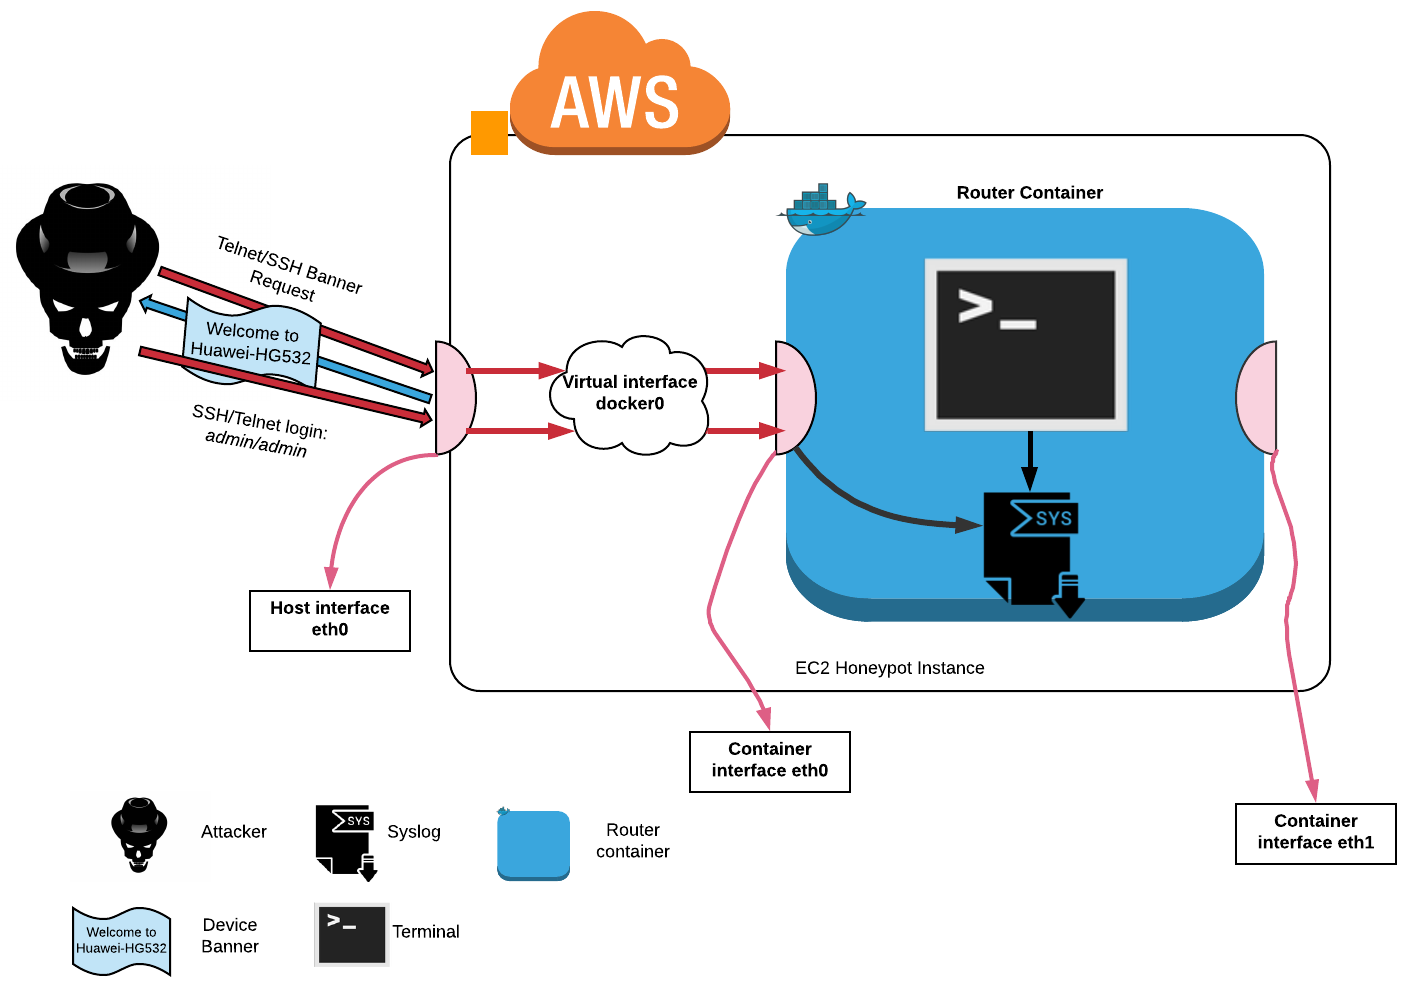 AWS
Router Container
Telnet/SSH Banner
Request
Welcome to
Huawei-HG532
SSH/Telnet login:
admin/admin
Virtual interface
docker0
>_
SYS
Host interface
eth0
EC2 Honeypot Instance
Container
interface eth0
Container
interface eth1
Attacker
SYS
Syslog
Router
container
Welcome to
Huawei-HG532
Device
Banner
>_
Terminal